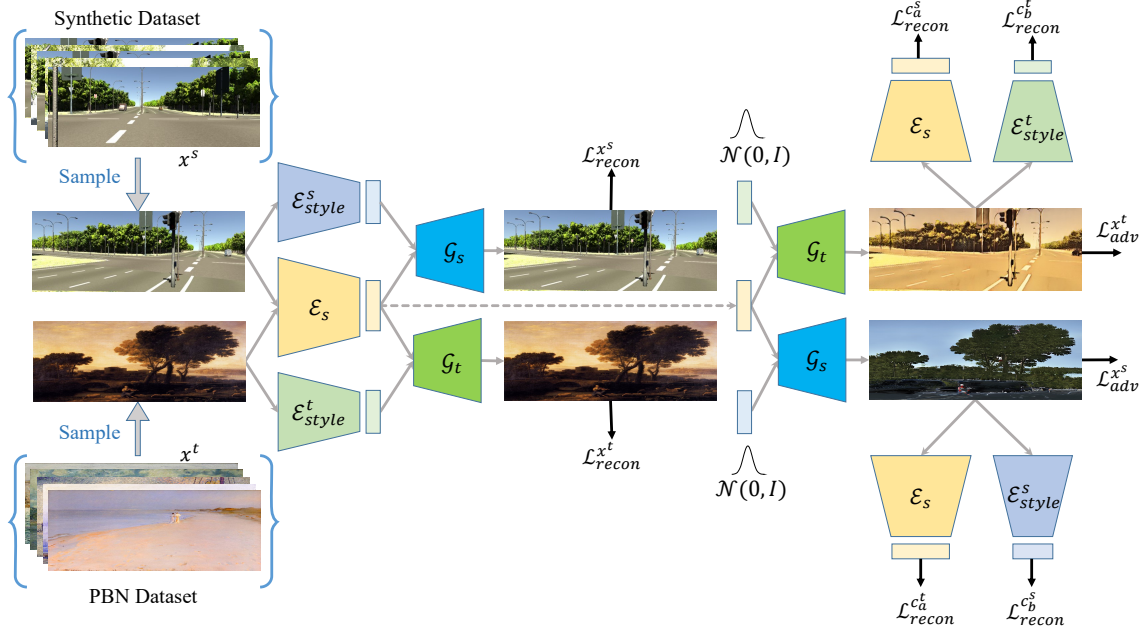 Synthetic Dataset
x^s
Sample
ℰ^s_style
ℰ_s
ℰ^t_style
𝒢_s
𝒢_t
ℒ^{x^s}_recon
ℒ^{x^t}_recon
𝒩(0, I)
𝒩(0, I)
𝒢_t
𝒢_s
ℒ^{c^s_a}_recon
ℒ^{c^t_b}_recon
ℰ_s
ℰ^t_style
ℒ^{x^t}_adv
ℒ^{x^s}_adv
ℰ_s
ℰ^s_style
ℒ^{c^t_a}_recon
ℒ^{c^s_b}_recon
Sample
x^t
PBN Dataset